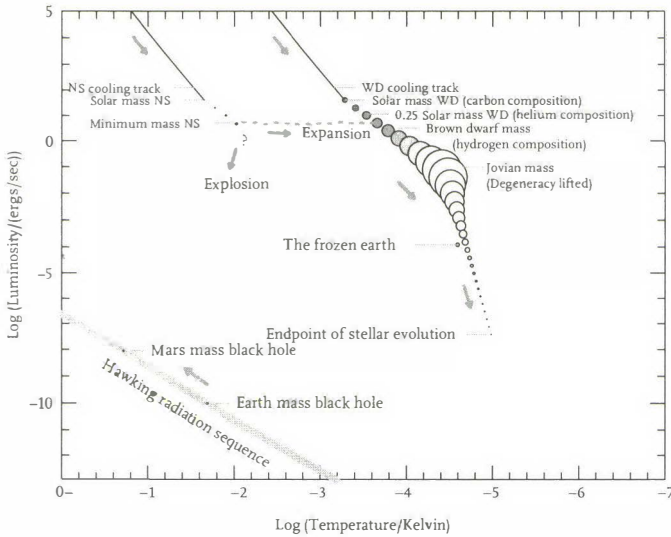 5
NS cooling track
WD cooling track
Solar mass NS
Solar mass WD (carbon composition)
0.25 Solar mass WD (helium composition)
Minimum mass NS
Brown dwarf mass
Expansion
(hydrogen composition)
?
0
Jovian mass
Explosion
(Degeneracy lifted)
The frozen earth
−5
Endpoint of stellar evolution
Mars mass black hole
Hawking radiation sequence
Earth mass black hole
−10
0
−1
−2
−3
−4
−5
−6
−7
Log (Temperature/Kelvin)
Log (Luminosity/(ergs/sec))